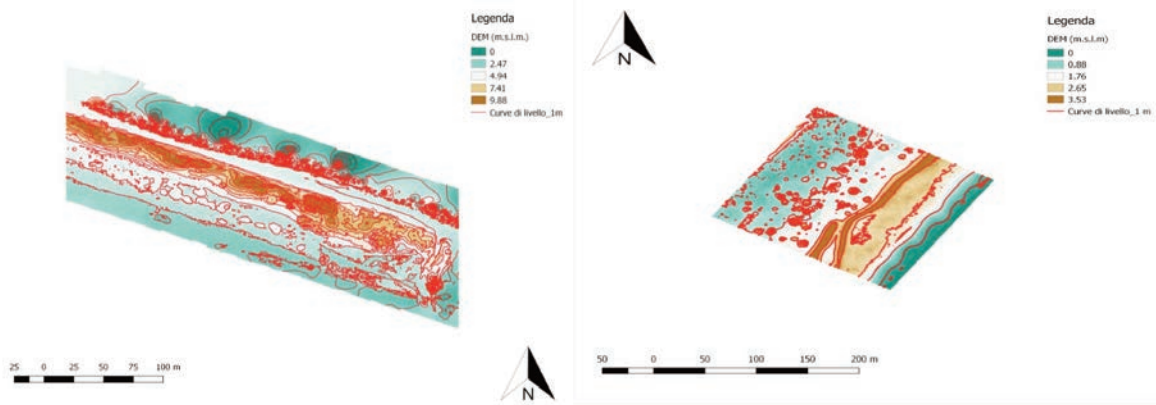 Legenda
DEM (m.s.l.m.)
0
2.47
4.94
7.41
9.88
Curve di livello_1m
25 0 25 50 75 100 m
N
N
Legenda
DEM (m.s.l.m)
0
0.88
1.76
2.65
3.53
Curve di livello_1 m
50 0 50 100 150 200 m